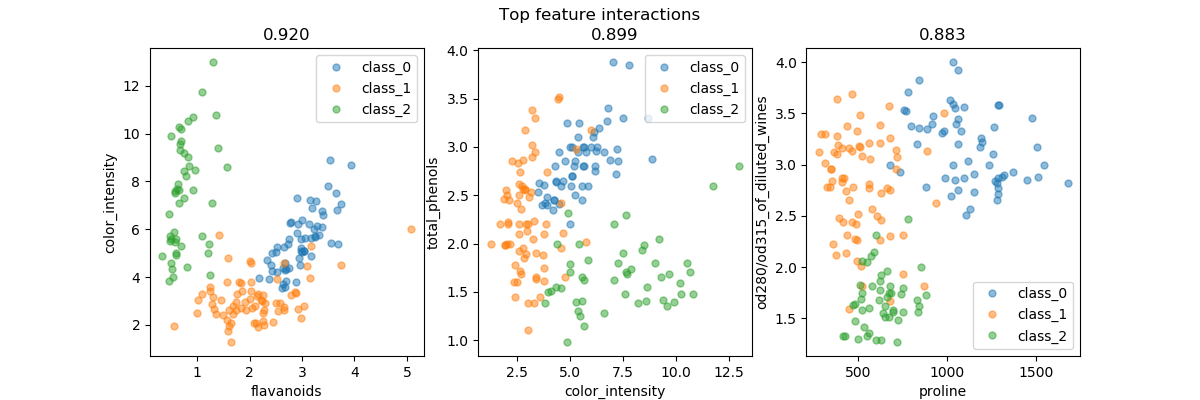 Top feature interactions
0.920
class_0
class_1
class_2
12
10
8
6
4
2
color_intensity
1
2
3
4
5
flavanoids
0.899
class_0
class_1
class_2
4.0
3.5
3.0
2.5
2.0
1.5
1.0
total_phenols
2.5
5.0
7.5
10.0
12.5
color_intensity
0.883
4.0
3.5
3.0
2.5
2.0
1.5
od280/od315_of_diluted_wines
class_0
class_1
class_2
500
1000
1500
proline